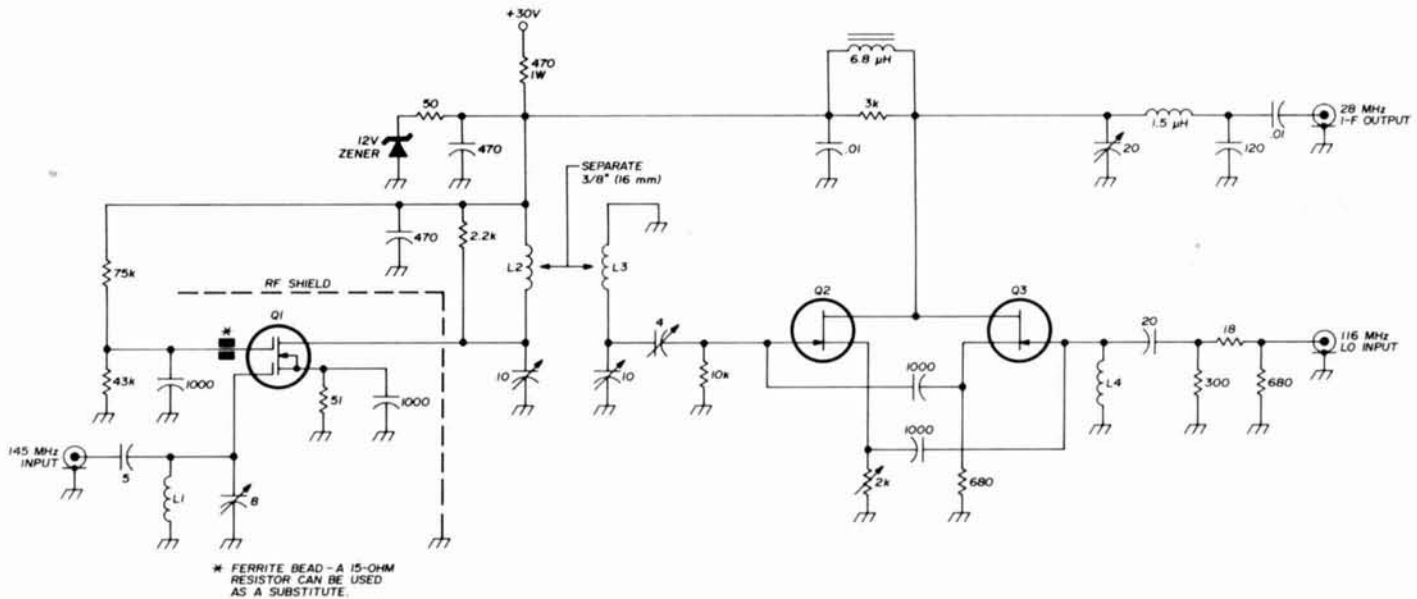 +30V
470
1W
6.8 µH
50
3k
28 MHz
I-F OUTPUT
1.5 µH
.01
12V
ZENER
470
.01
20
120
SEPARATE
3/8" (16 mm)
470
2.2k
L2
L3
75k
RF SHIELD
Q1
*
Q2
Q3
4
20
18
116 MHz
LO INPUT
43k
1000
51
1000
10
10
10k
1000
L4
300
680
1000
145 MHz
INPUT
5
L1
8
2k
680
* FERRITE BEAD - A 15-OHM
RESISTOR CAN BE USED
AS A SUBSTITUTE.